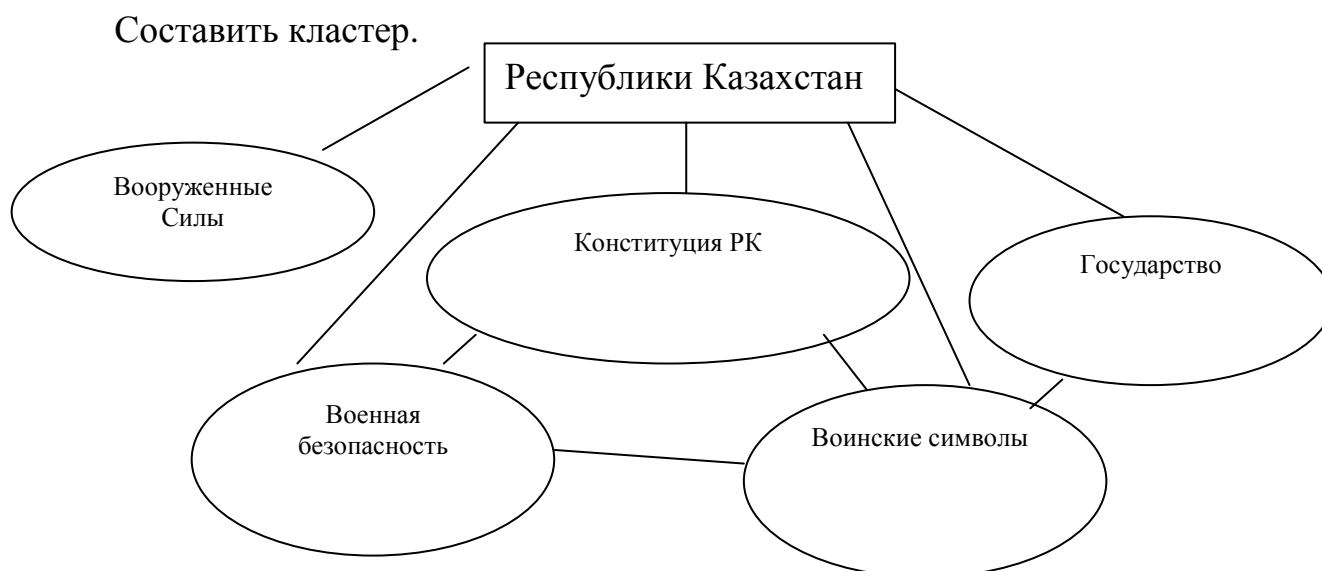 Составить кластер.
Республики Казахстан
Вооруженные
Силы
Конституция РК
Государство
Военная
безопасность
Воинские символы